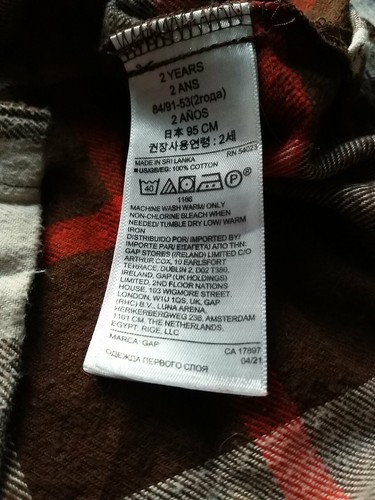 2 YEARS
2 ANS
84/91-53(2года)
2 AÑOS
日本 95 CM
권장사용연령 : 2세
MADE IN SRI LANKA RN 54023
US/GB/EG: 100% COTTON
40 P ®
1160
MACHINE WASH WARM/ ONLY
NON-CHLORINE BLEACH WHEN
NEEDED/ TUMBLE DRY LOW/ WARM
IRON
DISTRIBUIDO POR/ IMPORTED BY/
IMPORTE PAR/ ΕΙΣΑΓΕΤΑΙ ΑΠΟ ΤΗΝ:
GAP STORES (IRELAND) LIMITED C/O
ARTHUR COX, 10 EARLSFORT
TERRACE, DUBLIN 2, D02 T380,
IRELAND, GAP (UK HOLDINGS)
LIMITED, 2ND FLOOR NATIONS
HOUSE, 103 WIGMORE STREET,
LONDON, W1U 1QS, UK, GAP
(RHC) B.V., LUNA ARENA,
HERIKERBERGWEG 238, AMSTERDAM
1101 CM, THE NETHERLANDS,
EGYPT: RIGE, LLC
MARCA: GAP CA 17897
04/21
ОДЕЖДА ПЕРВОГО СЛОЯ